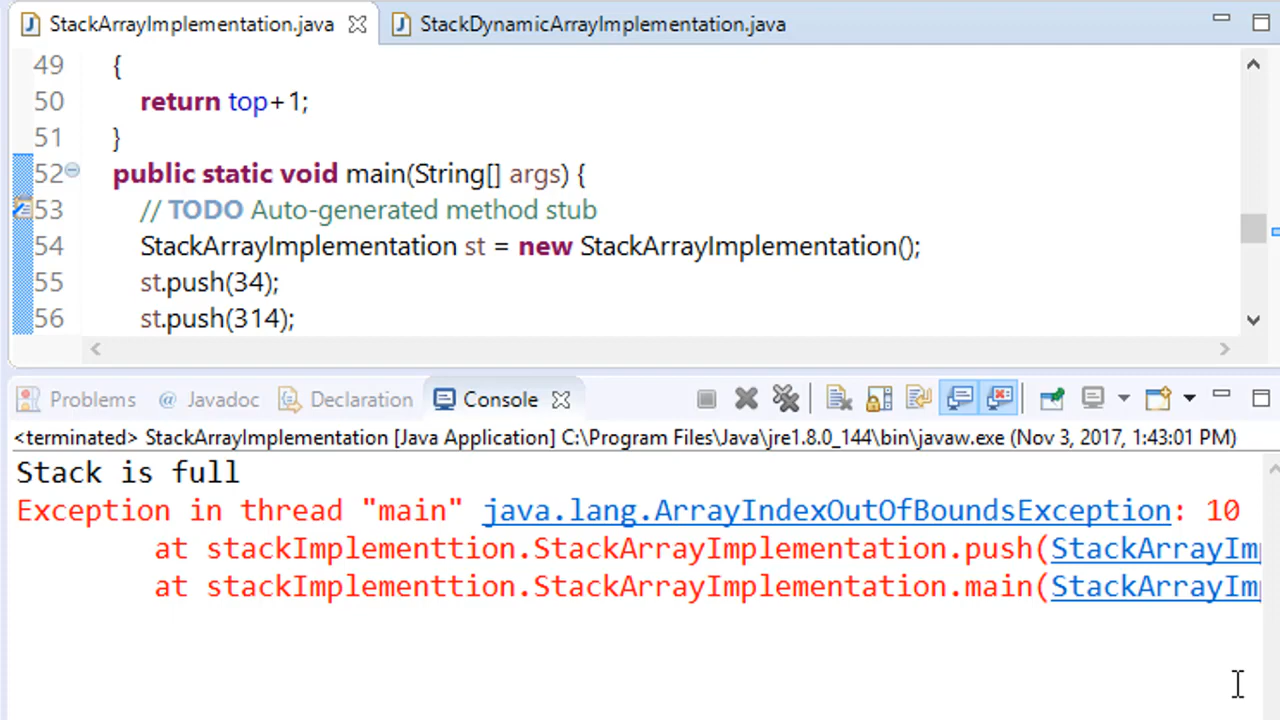 StackArrayImplementation.java StackDynamicArrayImplementation.java
49 {
50 return top+1;
51 }
52 public static void main(String[] args) {
53 // TODO Auto-generated method stub
54 StackArrayImplementation st = new StackArrayImplementation();
55 st.push(34);
56 st.push(314);
Problems @ Javadoc Declaration Console
<terminated> StackArrayImplementation [Java Application] C:\Program Files\Java\jre1.8.0_144\bin\javaw.exe (Nov 3, 2017, 1:43:01 PM)
Stack is full
Exception in thread "main" java.lang.ArrayIndexOutOfBoundsException: 10
at stackImplementtion.StackArrayImplementation.push(StackArrayImp
at stackImplementtion.StackArrayImplementation.main(StackArrayImp